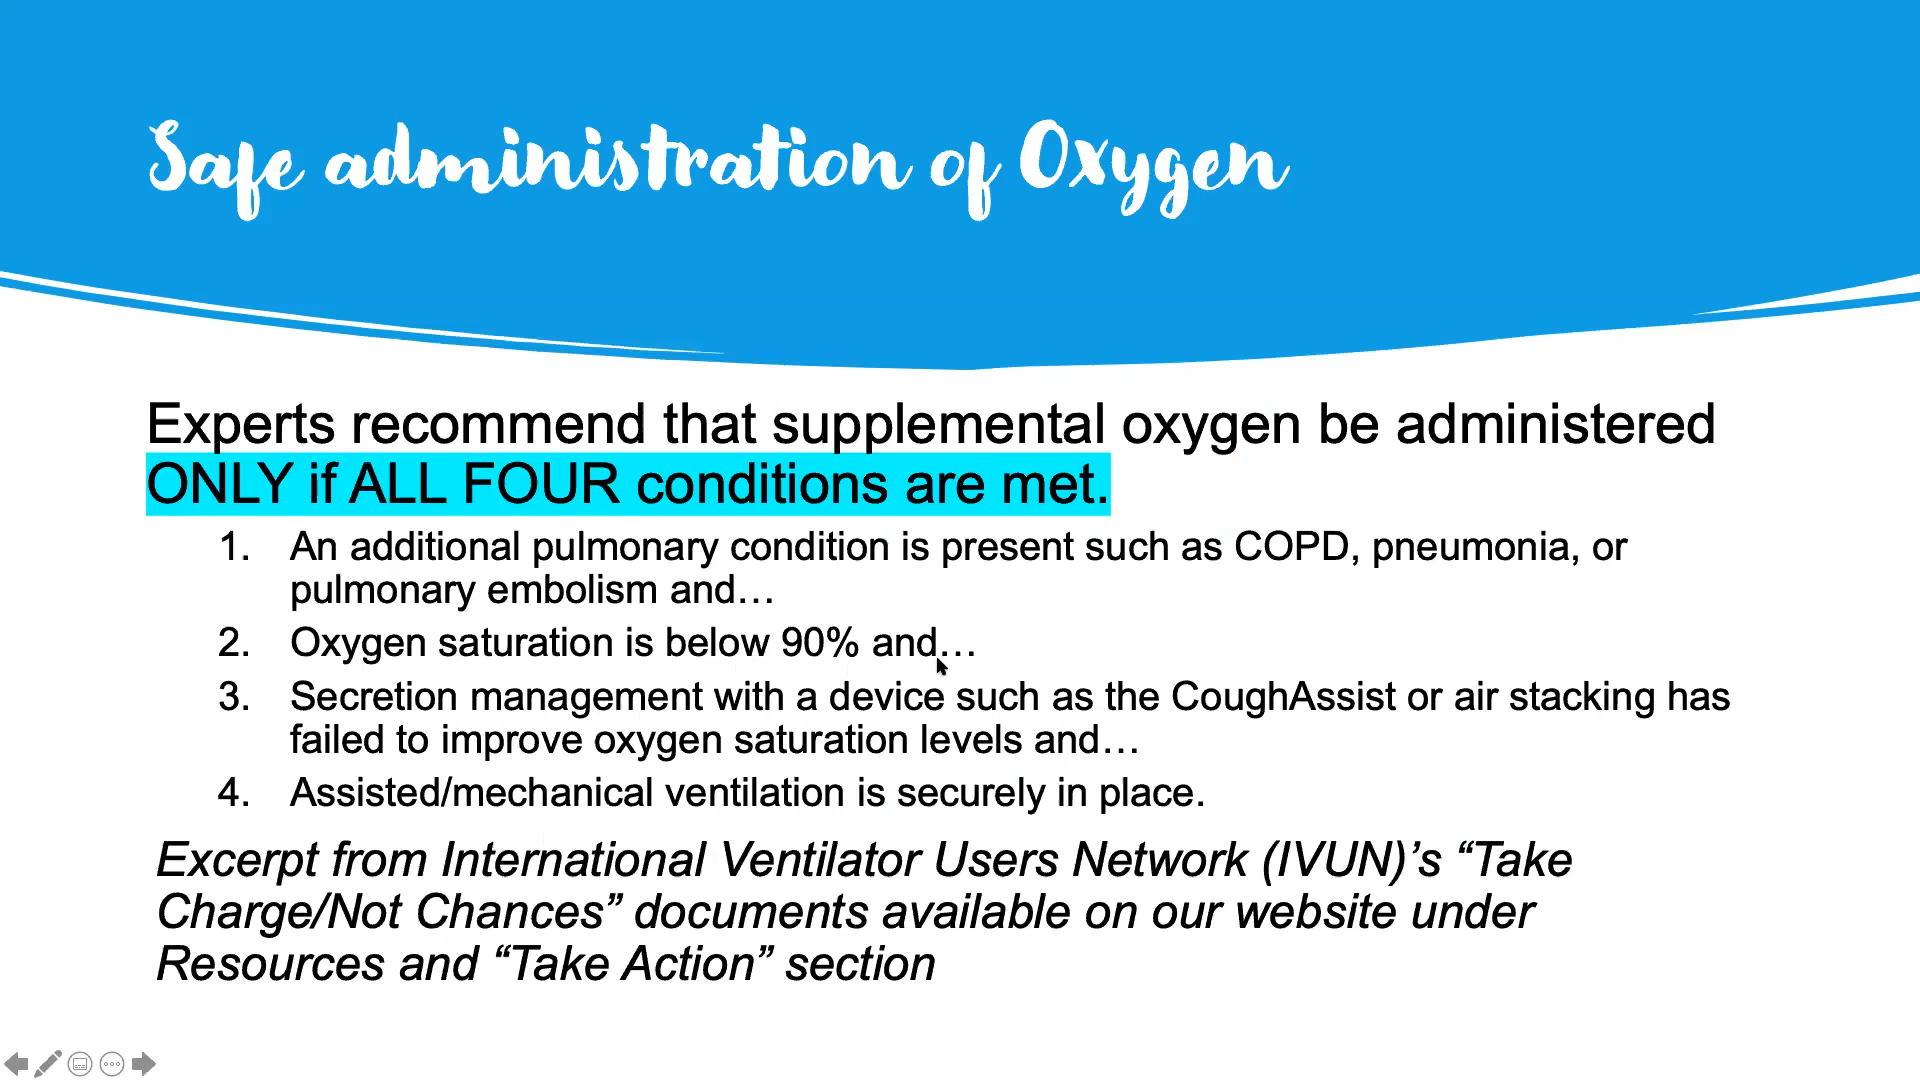 Safe administration of Oxygen
Experts recommend that supplemental oxygen be administered
ONLY if ALL FOUR conditions are met.
1. An additional pulmonary condition is present such as COPD, pneumonia, or
pulmonary embolism and…
2. Oxygen saturation is below 90% and…
3. Secretion management with a device such as the CoughAssist or air stacking has
failed to improve oxygen saturation levels and…
4. Assisted/mechanical ventilation is securely in place.
Excerpt from International Ventilator Users Network (IVUN)’s “Take
Charge/Not Chances” documents available on our website under
Resources and “Take Action” section